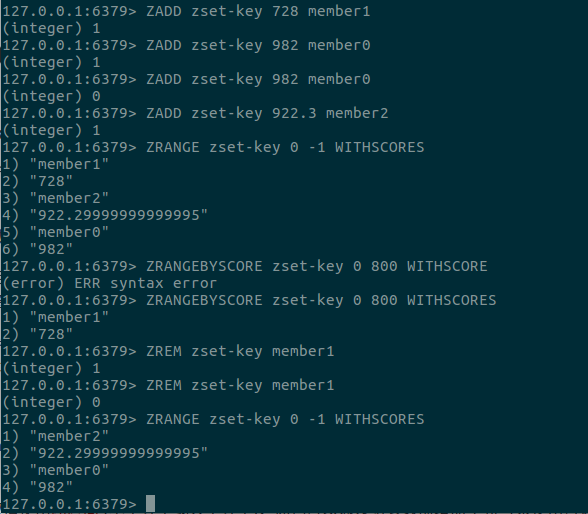 127.0.0.1:6379> ZADD zset-key 728 member1
(integer) 1
127.0.0.1:6379> ZADD zset-key 982 member0
(integer) 1
127.0.0.1:6379> ZADD zset-key 982 member0
(integer) 0
127.0.0.1:6379> ZADD zset-key 922.3 member2
(integer) 1
127.0.0.1:6379> ZRANGE zset-key 0 -1 WITHSCORES
1) "member1"
2) "728"
3) "member2"
4) "922.29999999999995"
5) "member0"
6) "982"
127.0.0.1:6379> ZRANGEBYSCORE zset-key 0 800 WITHSCORE
(error) ERR syntax error
127.0.0.1:6379> ZRANGEBYSCORE zset-key 0 800 WITHSCORES
1) "member1"
2) "728"
127.0.0.1:6379> ZREM zset-key member1
(integer) 1
127.0.0.1:6379> ZREM zset-key member1
(integer) 0
127.0.0.1:6379> ZRANGE zset-key 0 -1 WITHSCORES
1) "member2"
2) "922.29999999999995"
3) "member0"
4) "982"
127.0.0.1:6379>